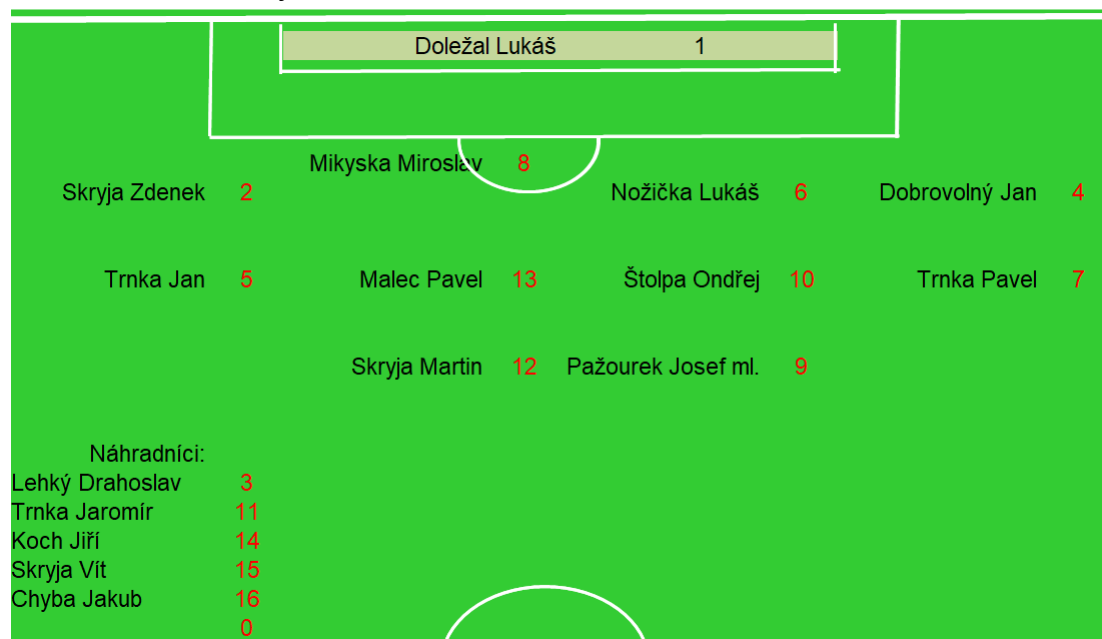 Doležal Lukáš 1
Mikyska Miroslav 8
Skryja Zdenek 2 Nožička Lukáš 6 Dobrovolný Jan 4
Trnka Jan 5 Malec Pavel 13 Štolpa Ondřej 10 Trnka Pavel 7
Skryja Martin 12 Pažourek Josef ml. 9
Náhradníci:
Lehký Drahoslav 3
Trnka Jaromír 11
Koch Jiří 14
Skryja Vít 15
Chyba Jakub 16
0